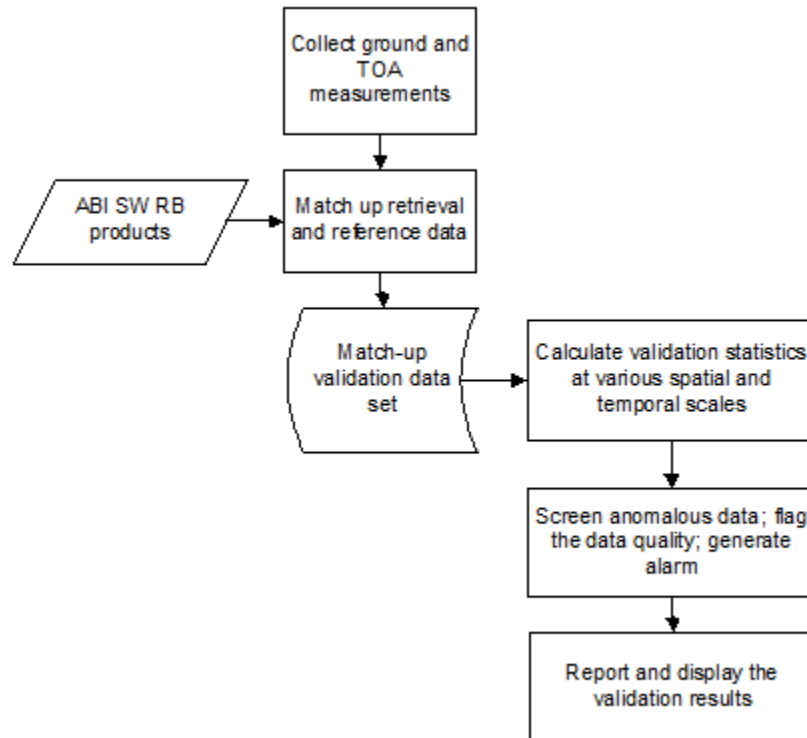 Collect ground and
TOA
measurements
ABI SW RB
products
Match up retrieval
and reference data
Match-up
validation data
set
Calculate validation statistics
at various spatial and
temporal scales
Screen anomalous data; flag
the data quality; generate
alarm
Report and display the
validation results